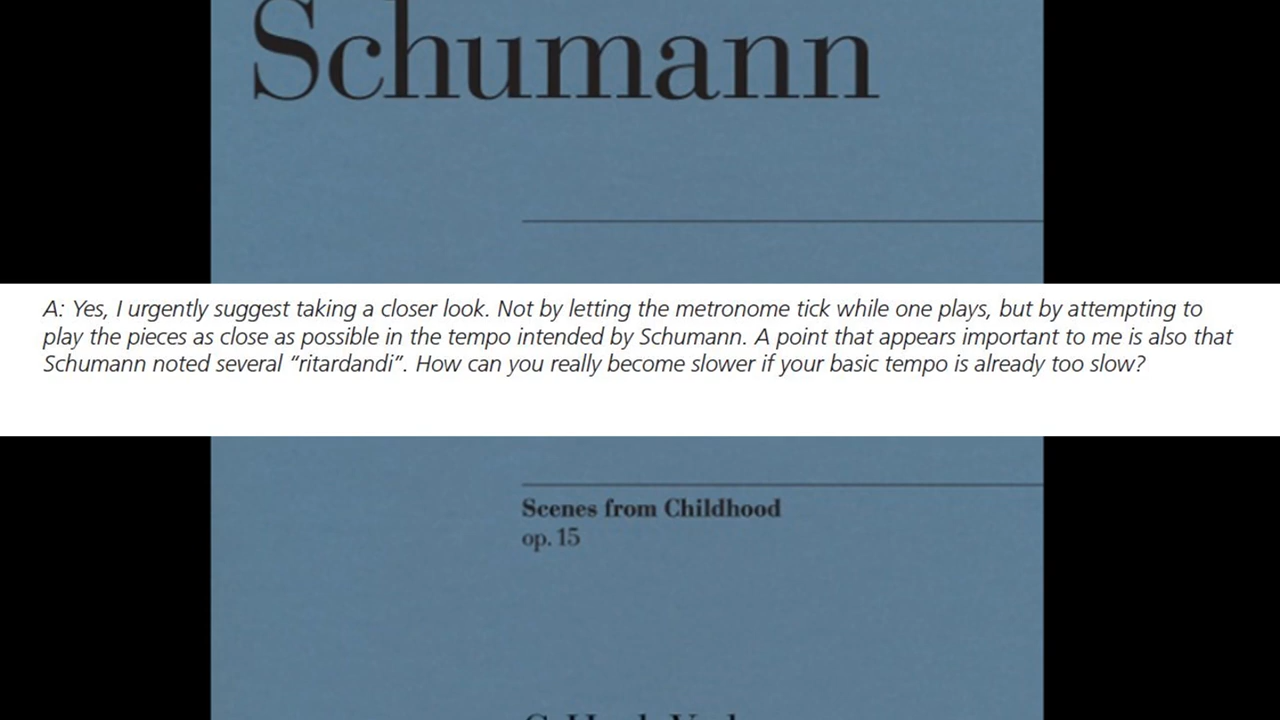 Schumann
A: Yes, I urgently suggest taking a closer look. Not by letting the metronome tick while one plays, but by attempting to
play the pieces as close as possible in the tempo intended by Schumann. A point that appears important to me is also that
Schumann noted several “ritardandi”. How can you really become slower if your basic tempo is already too slow?
Scenes from Childhood
op. 15